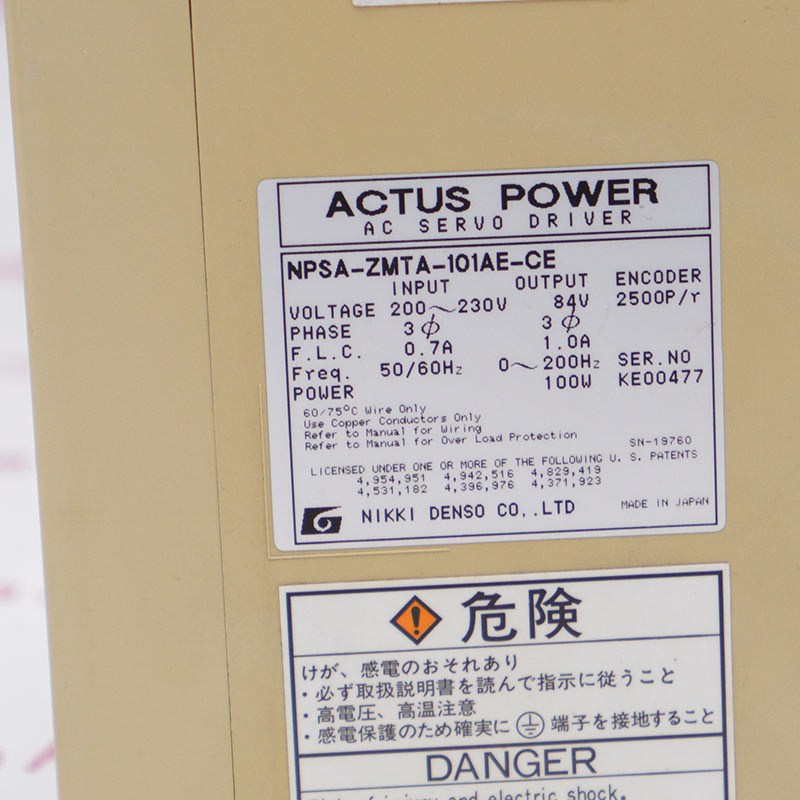 ACTUS POWER
AC SERVO DRIVER
NPSA-ZMTA-101AE-CE
INPUT OUTPUT ENCODER
VOLTAGE 200~230V 84V 2500P/r
PHASE 3ϕ 3ϕ
F.L.C. 0.7A 1.0A
Freq. 50/60Hz 0~200Hz SER.NO
POWER 100W KE00477
60/75°C Wire Only
Use Copper Conductors Only
Refer to Manual for Wiring
Refer to Manual for Over Load Protection SN-19760
LICENSED UNDER ONE OR MORE OF THE FOLLOWING U. S. PATENTS
4,954,951 4,942,516 4,829,419
4,531,182 4,396,976 4,371,923
NIKKI DENSO CO,.LTD MADE IN JAPAN
危険
けが、感電のおそれあり
・必ず取扱説明書を読んで指示に従うこと
・高電圧、高温注意
・感電保護のため確実に端子を接地すること
DANGER
injury and electric shock.